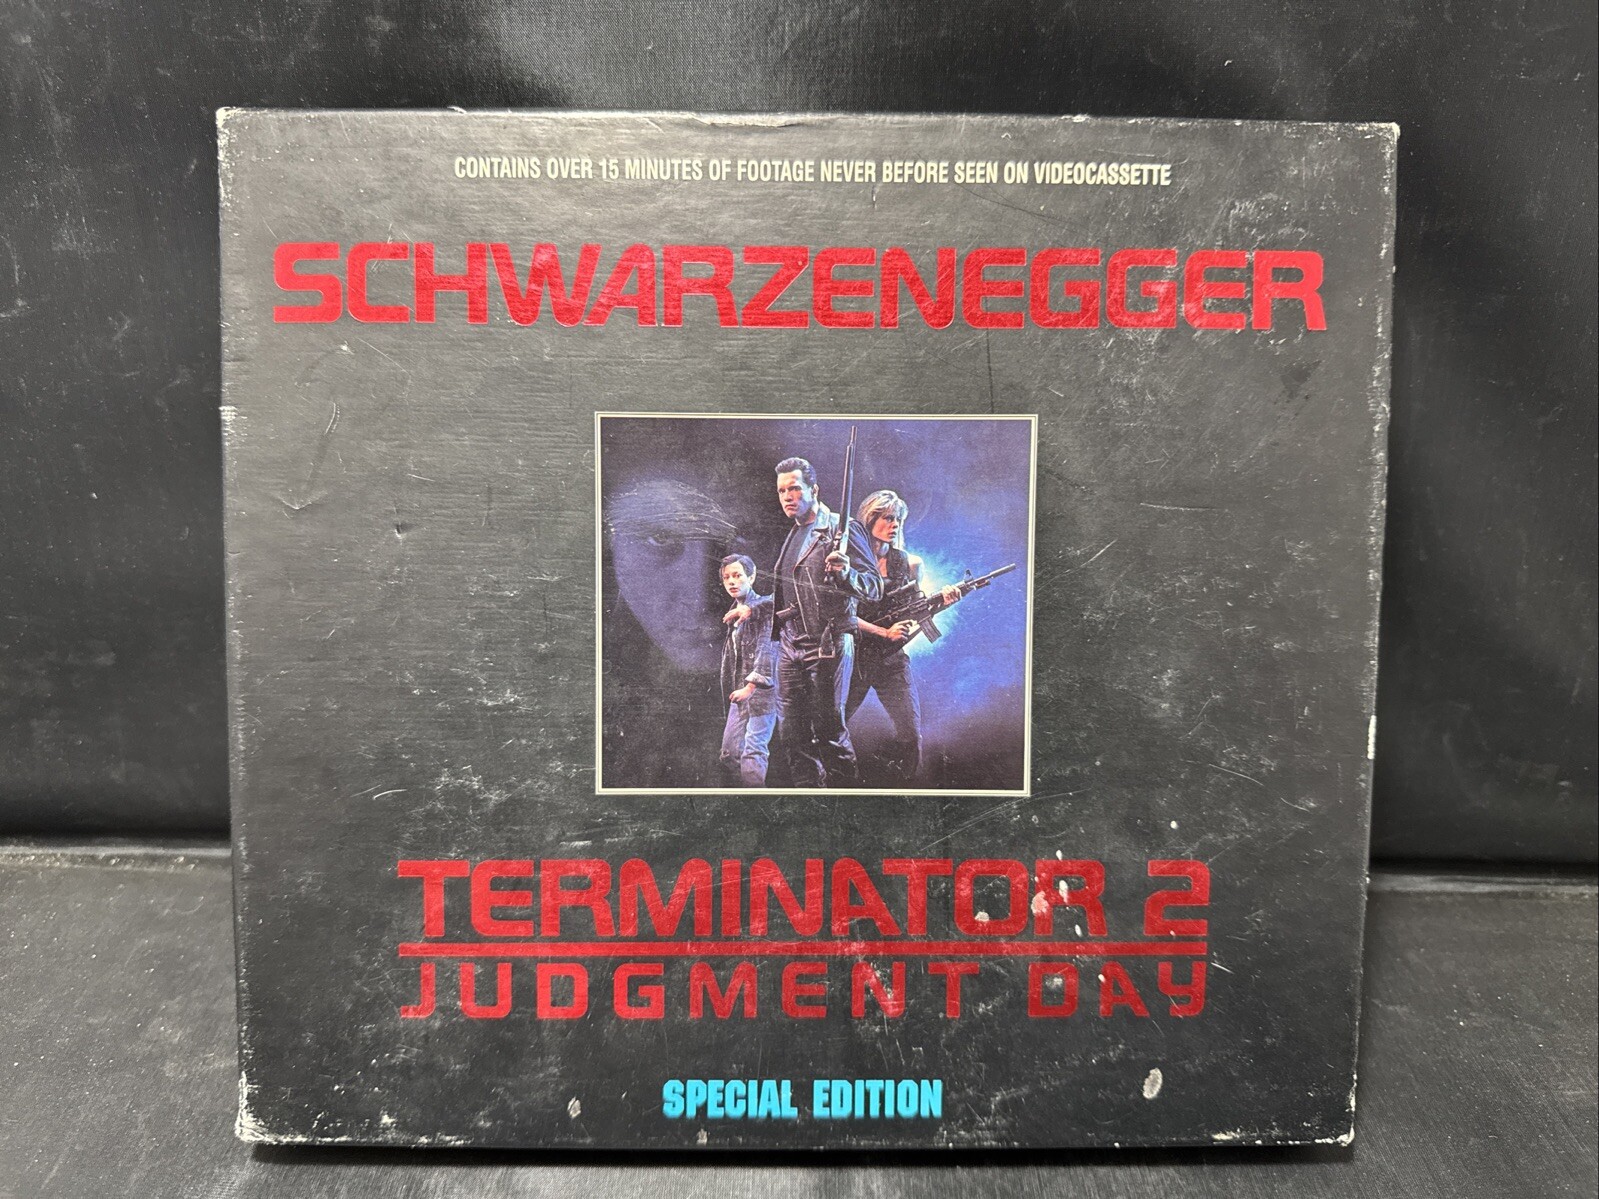 CONTAINS OVER 15 MINUTES OF FOOTAGE NEVER BEFORE SEEN ON VIDEOCASSETTE
SCHWARZENEGGER
TERMINATOR 2
JUDGMENT DAY
SPECIAL EDITION